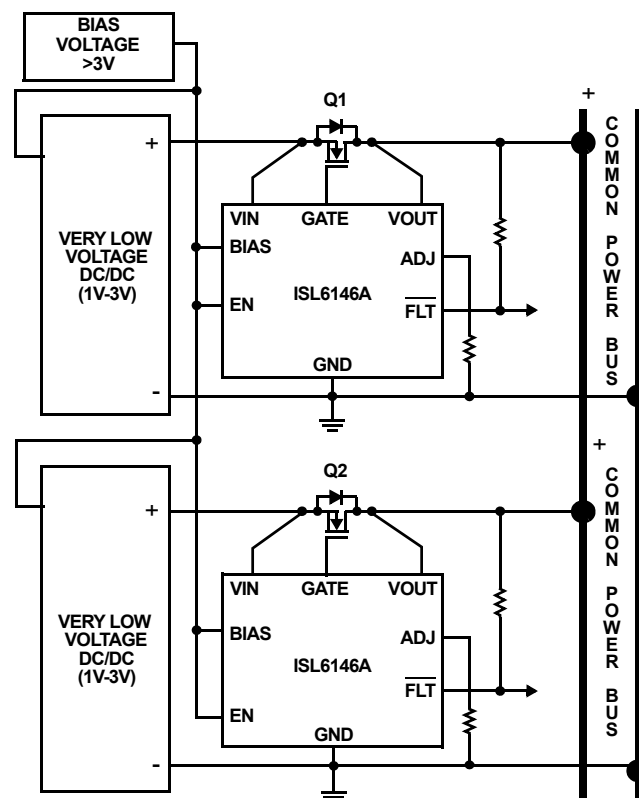 BIAS
VOLTAGE
>3V
Q1
+
+
-
VERY LOW
VOLTAGE
DC/DC
(1V-3V)
VIN
GATE
VOUT
BIAS
ADJ
ISL6146A
EN
FLT
GND
COMMON POWER BUS
Q2
+
+
-
VERY LOW
VOLTAGE
DC/DC
(1V-3V)
VIN
GATE
VOUT
BIAS
ADJ
ISL6146A
FLT
EN
GND
COMMON POWER BUS